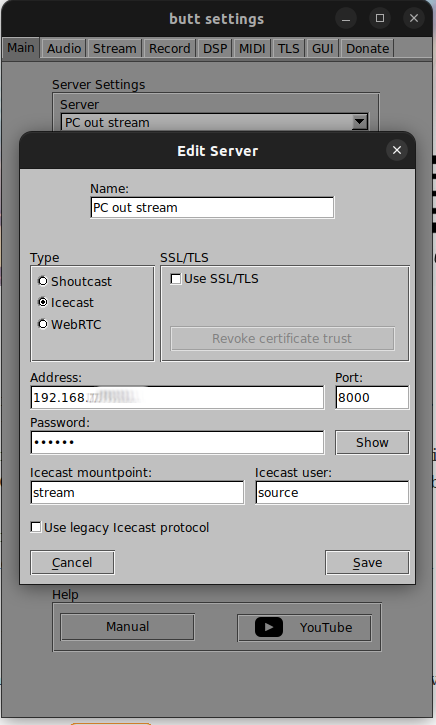 butt settings
Main Audio Stream Record DSP MIDI TLS GUI Donate
Server Settings
Server
PC out stream
Edit Server
Name:
PC out stream
Type
SSL/TLS
Shoutcast
Use SSL/TLS
Icecast
WebRTC
Revoke certificate trust
Address:
Port:
192.168.
8000
Password:
••••••
Show
Icecast mountpoint:
Icecast user:
stream
source
Use legacy Icecast protocol
Cancel
Save
Help
Manual
YouTube